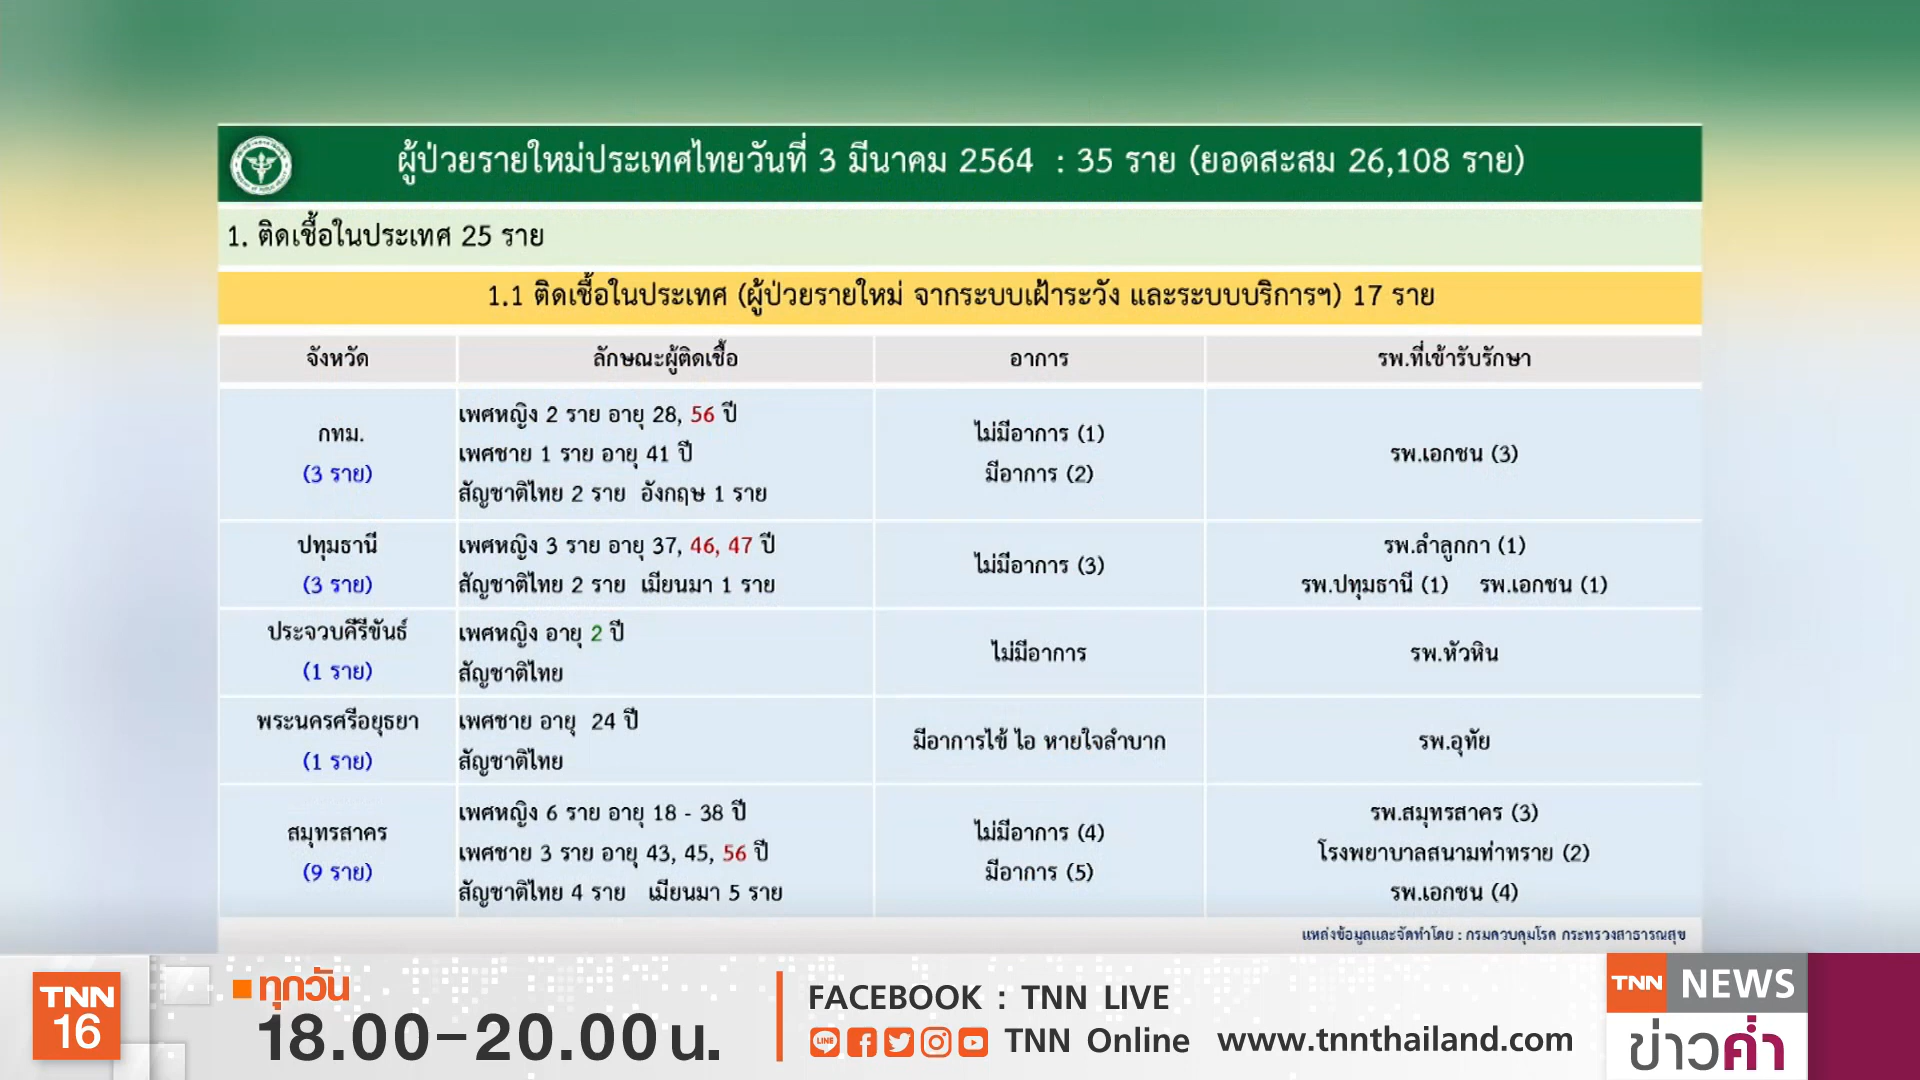 ผู้ป่วยรายใหม่ประเทศไทยวันที่ 3 มีนาคม 2564 : 35 ราย (ยอดสะสม 26,108 ราย)
1. ติดเชื้อในประเทศ 25 ราย
1.1 ติดเชื้อในประเทศ (ผู้ป่วยรายใหม่ จากระบบเฝ้าระวัง และระบบบริการฯ) 17 ราย
จังหวัด ลักษณะผู้ติดเชื้อ อาการ รพ.ที่เข้ารับรักษา
กทม.
(3 ราย)
เพศหญิง 2 ราย อายุ 28, 56 ปี
เพศชาย 1 ราย อายุ 41 ปี
สัญชาติไทย 2 ราย อังกฤษ 1 ราย
ไม่มีอาการ (1)
มีอาการ (2)
รพ.เอกชน (3)
ปทุมธานี
(3 ราย)
เพศหญิง 3 ราย อายุ 37, 46, 47 ปี
สัญชาติไทย 2 ราย เมียนมา 1 ราย
ไม่มีอาการ (3)
รพ.ลำลูกกา (1)
รพ.ปทุมธานี (1) รพ.เอกชน (1)
ประจวบคีรีขันธ์
(1 ราย)
เพศหญิง อายุ 2 ปี
สัญชาติไทย
ไม่มีอาการ
รพ.หัวหิน
พระนครศรีอยุธยา
(1 ราย)
เพศชาย อายุ 24 ปี
สัญชาติไทย
มีอาการไข้ ไอ หายใจลำบาก
รพ.อุทัย
สมุทรสาคร
(9 ราย)
เพศหญิง 6 ราย อายุ 18 - 38 ปี
เพศชาย 3 ราย อายุ 43, 45, 56 ปี
สัญชาติไทย 4 ราย เมียนมา 5 ราย
ไม่มีอาการ (4)
มีอาการ (5)
รพ.สมุทรสาคร (3)
โรงพยาบาลสนามท่าทราย (2)
รพ.เอกชน (4)
แหล่งข้อมูลและจัดทำโดย : กรมควบคุมโรค กระทรวงสาธารณสุข
TNN
16
ทุกวัน
18.00-20.00 น.
FACEBOOK : TNN LIVE
LINE TNN Online www.tnnthailand.com
TNN NEWS
ข่าวค่ำ